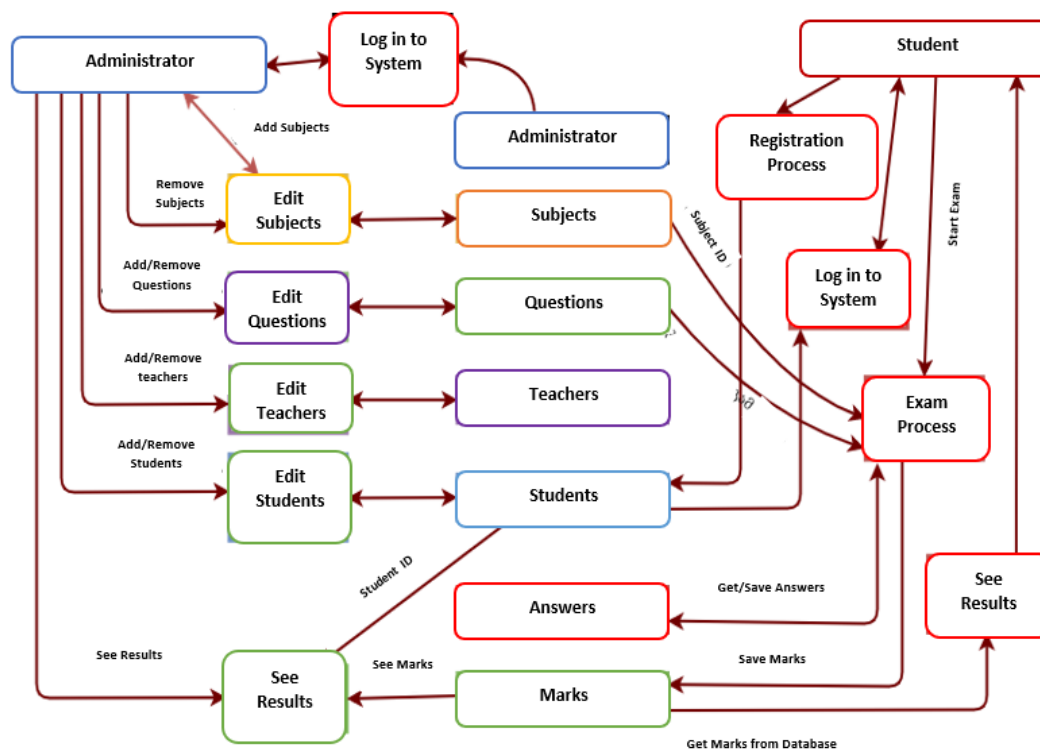 Log in to
System
Student
Administrator
Add Subjects
Administrator
Registration
Process
Remove
Subjects
Edit
Subjects
Subjects
Subject ID
Start Exam
Add/Remove
Questions
Edit
Questions
Questions
Log in to
System
Add/Remove
teachers
Edit
Teachers
Teachers
Exam
Process
Add/Remove
Students
Edit
Students
Students
Student ID
Answers
Get/Save Answers
See
Results
See Results
See
Results
See Marks
Marks
Save Marks
Get Marks from Database